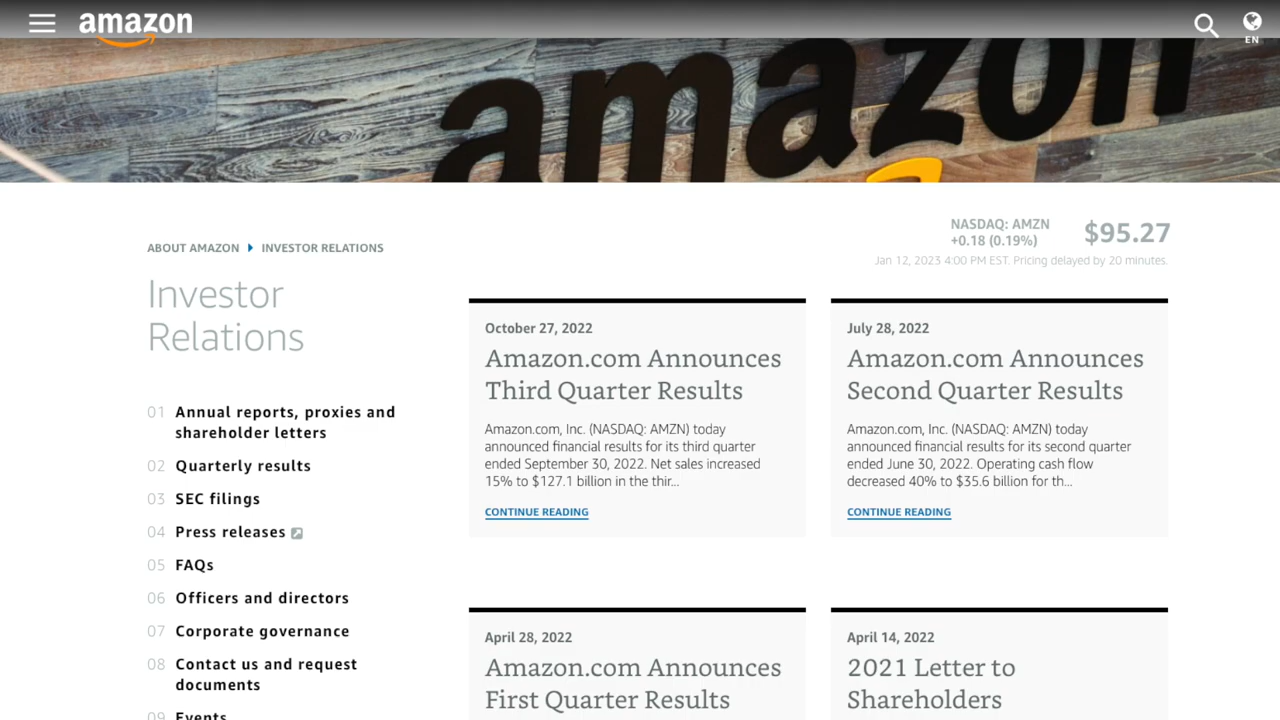 amazon
EN
amazon
NASDAQ: AMZN
+0.18 (0.19%)
$95.27
Jan 12, 2023 4:00 PM EST. Pricing delayed by 20 minutes.
ABOUT AMAZON
INVESTOR RELATIONS
Investor
Relations
01 Annual reports, proxies and
shareholder letters
02 Quarterly results
03 SEC filings
04 Press releases
05 FAQs
06 Officers and directors
07 Corporate governance
08 Contact us and request
documents
09 Events
October 27, 2022
Amazon.com Announces
Third Quarter Results
Amazon.com, Inc. (NASDAQ: AMZN) today
announced financial results for its third quarter
ended September 30, 2022. Net sales increased
15% to $127.1 billion in the thir...
CONTINUE READING
July 28, 2022
Amazon.com Announces
Second Quarter Results
Amazon.com, Inc. (NASDAQ: AMZN) today
announced financial results for its second quarter
ended June 30, 2022. Operating cash flow
decreased 40% to $35.6 billion for th...
CONTINUE READING
April 28, 2022
Amazon.com Announces
First Quarter Results
April 14, 2022
2021 Letter to
Shareholders